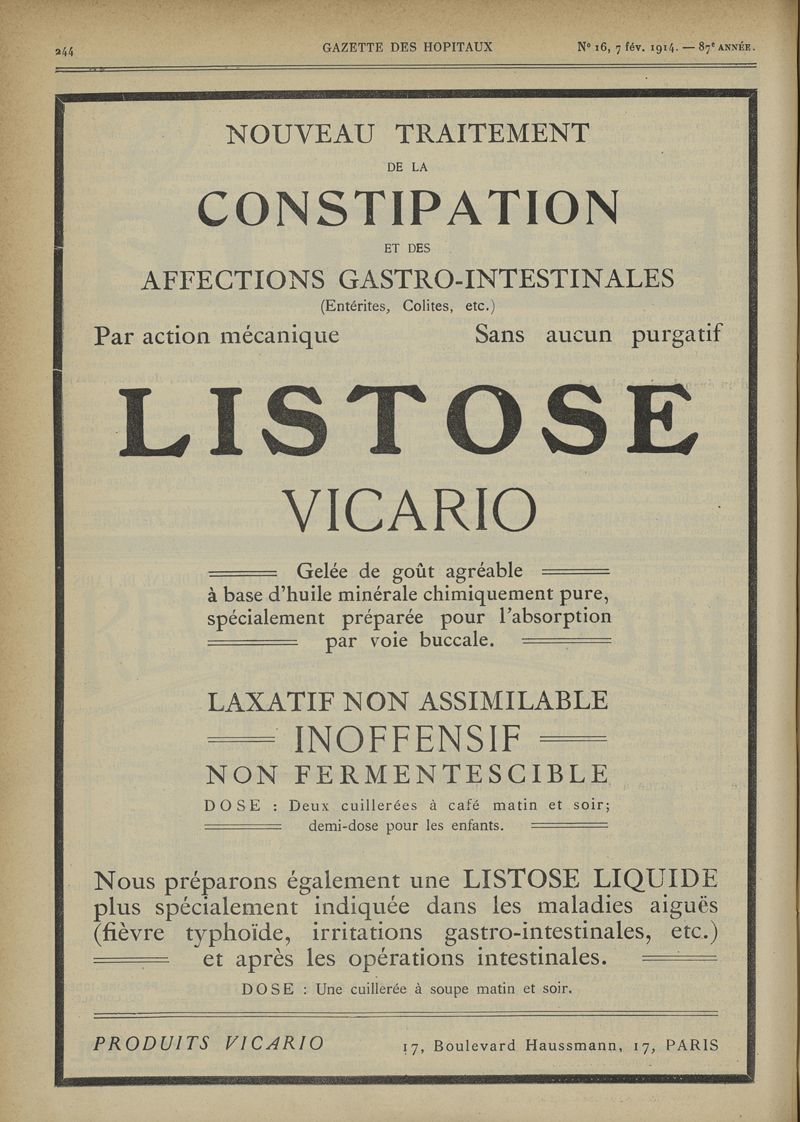 244
GAZETTE DES HOPITAUX
N° 16, 7 fév. 1914. — 87e ANNÉE.
NOUVEAU TRAITEMENT
DE LA
CONSTIPATION
ET DES
AFFECTIONS GASTRO-INTESTINALES
(Entérites, Colites, etc.)
Par action mécanique Sans aucun purgatif
LISTOSE
VICARIO
Gelée de goût agréable
à base d'huile minérale chimiquement pure,
spécialement préparée pour l'absorption
par voie buccale.
LAXATIF NON ASSIMILABLE
INOFFENSIF
NON FERMENTESCIBLE
DOSE : Deux cuillerées à café matin et soir;
demi-dose pour les enfants.
Nous préparons également une LISTOSE LIQUIDE
plus spécialement indiquée dans les maladies aiguës
(fièvre typhoïde, irritations gastro-intestinales, etc.)
et après les opérations intestinales.
DOSE : Une cuillerée à soupe matin et soir.
PRODUITS VICARIO 17, Boulevard Haussmann, 17, PARIS